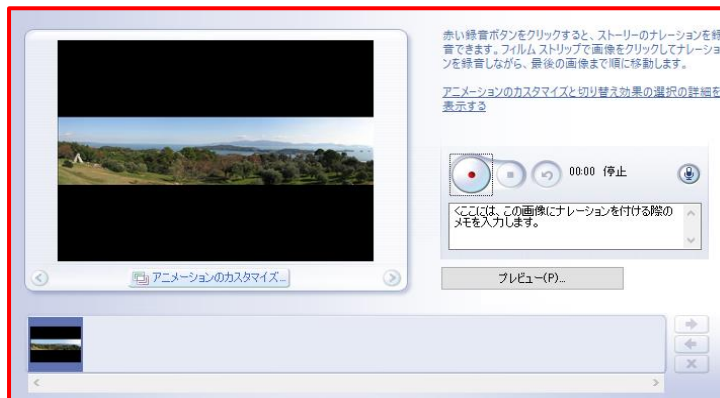 赤い録音ボタンをクリックすると、ストーリーのナレーションを録
音できます。フィルム ストリップで画像をクリックしてナレーショ
ンを録音しながら、最後の画像まで順に移動します。
アニメーションのカスタマイズと切り替え効果の選択の詳細を
表示する
00:00 停止
<ここには、この画像にナレーションを付ける際の
メモを入力します。
アニメーションのカスタマイズ...
プレビュー(P)...